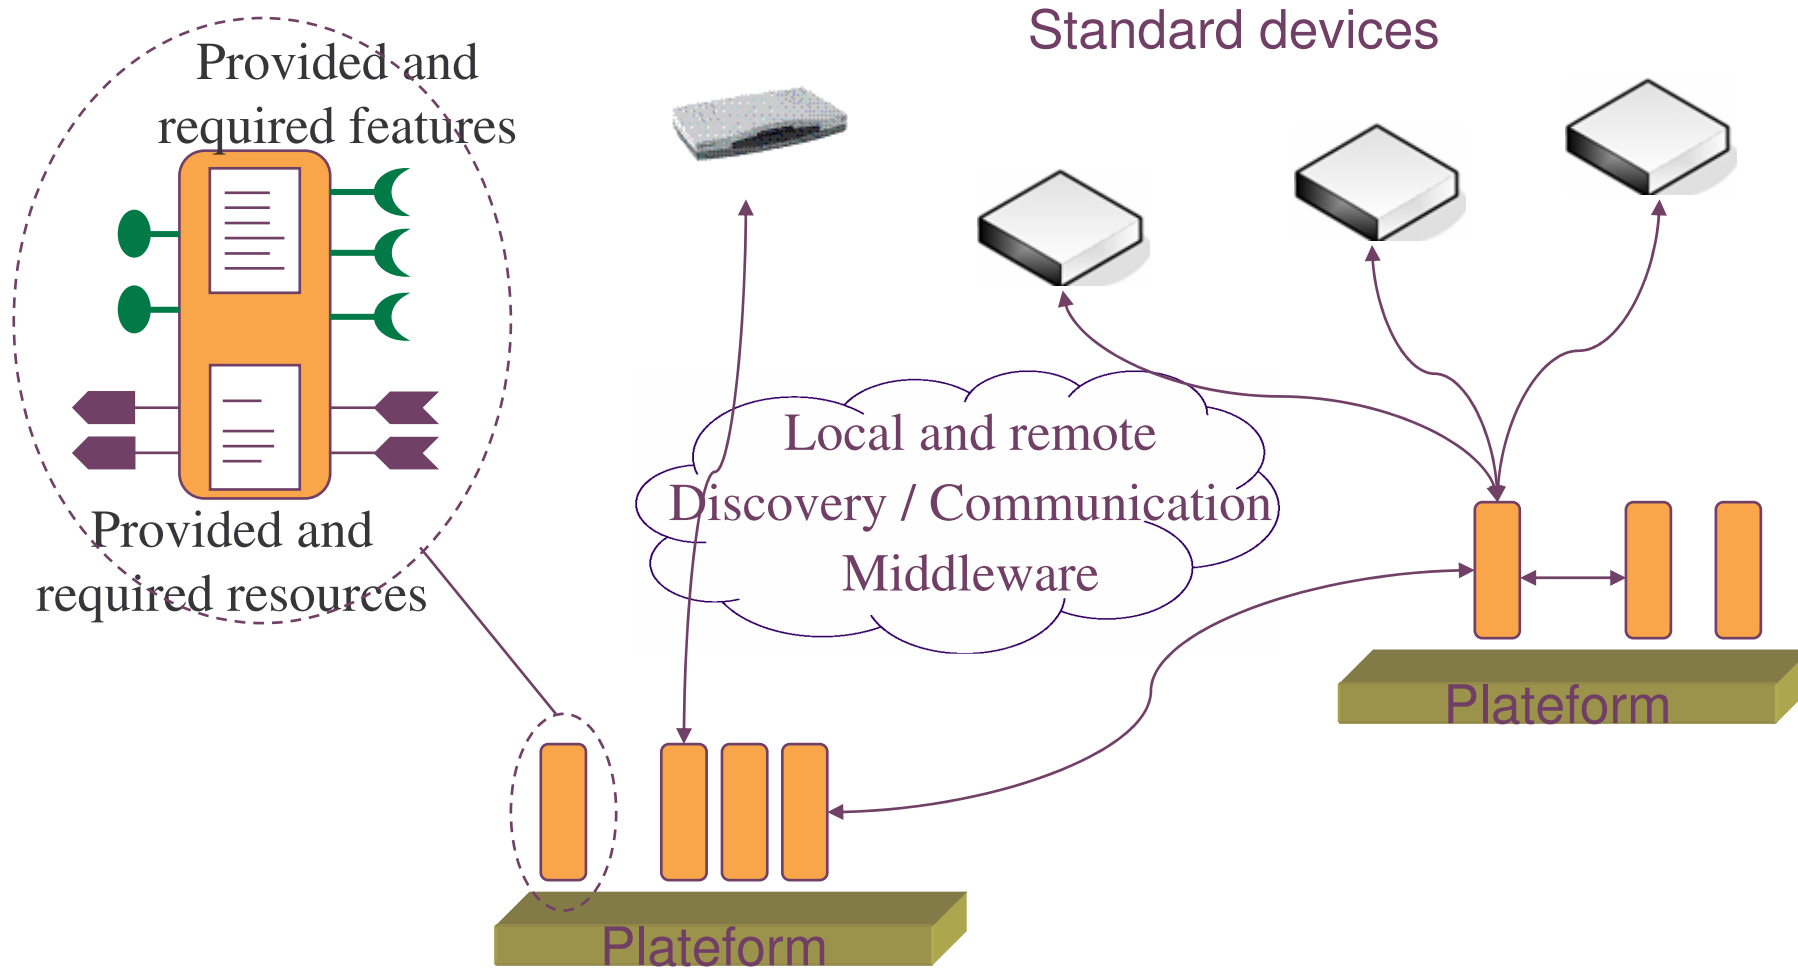 Standard devices
Provided and
required features
Provided and
required resources
Local and remote
Discovery / Communication
Middleware
Plateform
Plateform